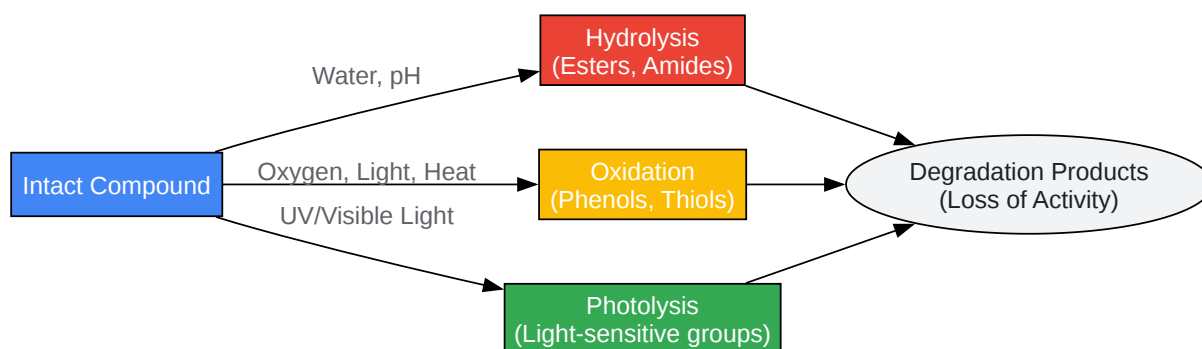 Hydrolysis
(Esters, Amides)
Water, pH
Intact Compound
Oxygen, Light, Heat
Oxidation
(Phenols, Thiols)
Degradation Products
(Loss of Activity)
UV/Visible Light
Photolysis
(Light-sensitive groups)